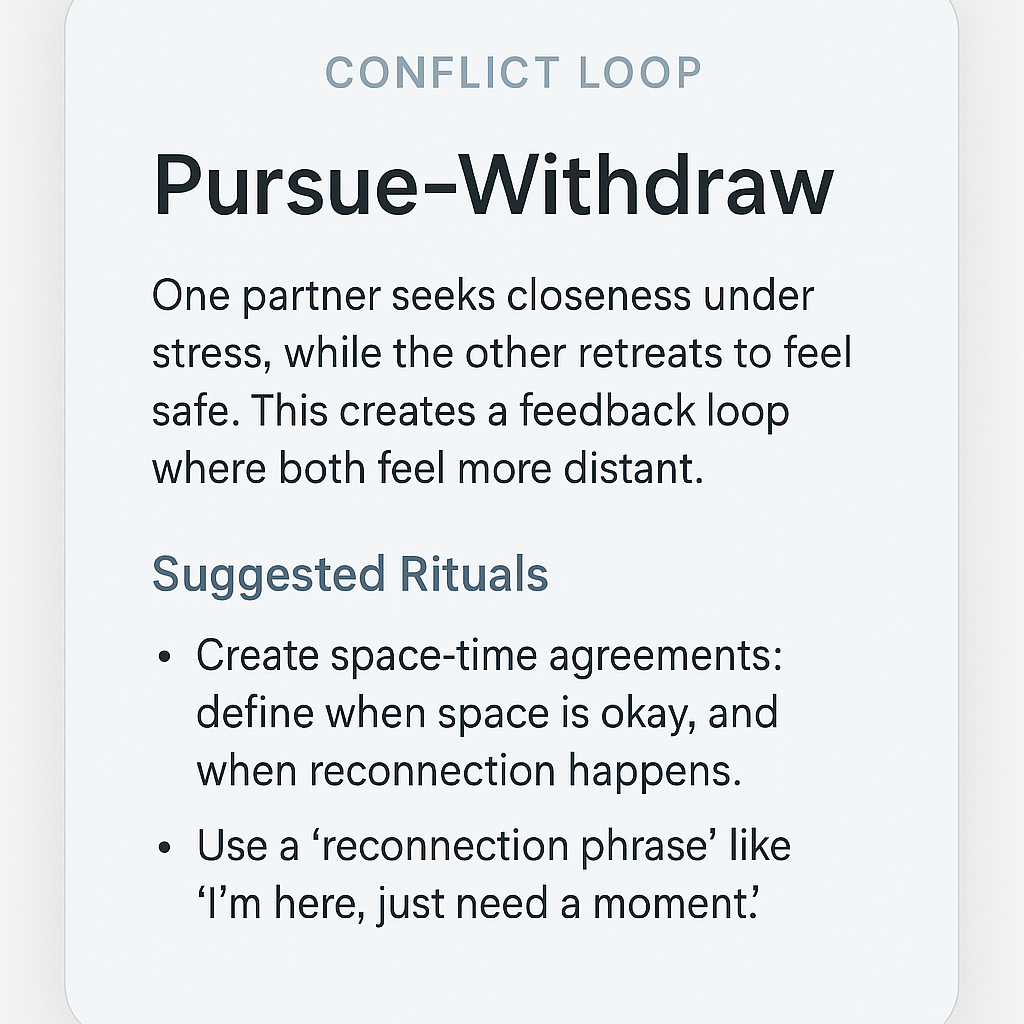 CONFLICT LOOP
Pursue–Withdraw
One partner seeks closeness under
stress, while the other retreats to feel
safe. This creates a feedback loop
where both feel more distant.
Suggested Rituals
• Create space-time agreements:
define when space is okay, and
when reconnection happens.
• Use a ‘reconnection phrase’ like
‘I’m here, just need a moment.’